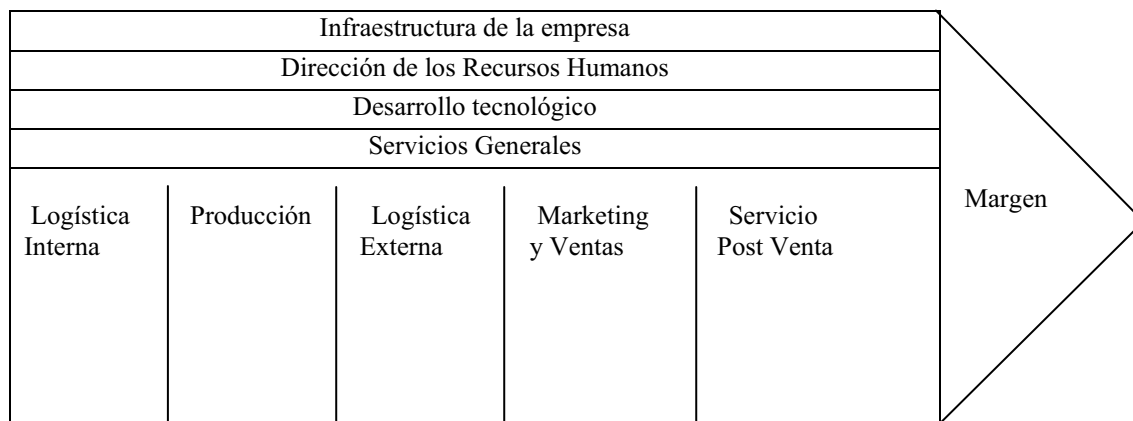 Infraestructura de la empresa
Dirección de los Recursos Humanos
Desarrollo tecnológico
Servicios Generales
Logística
Interna
Producción
Logística
Externa
Marketing
y Ventas
Servicio
Post Venta
Margen